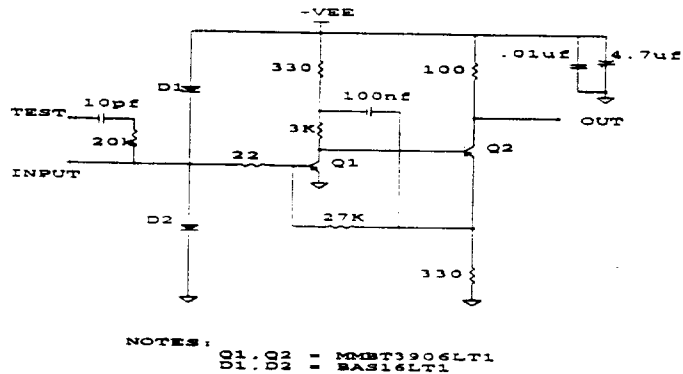 -VEE
330
100
.01uf
4.7uf
D1
100nf
10pf
TEST
3K
OUT
20K
22
Q1
Q2
INPUT
D2
27K
330
NOTES:
Q1,Q2 = MMBT3906LT1
D1,D2 = BAS16LT1